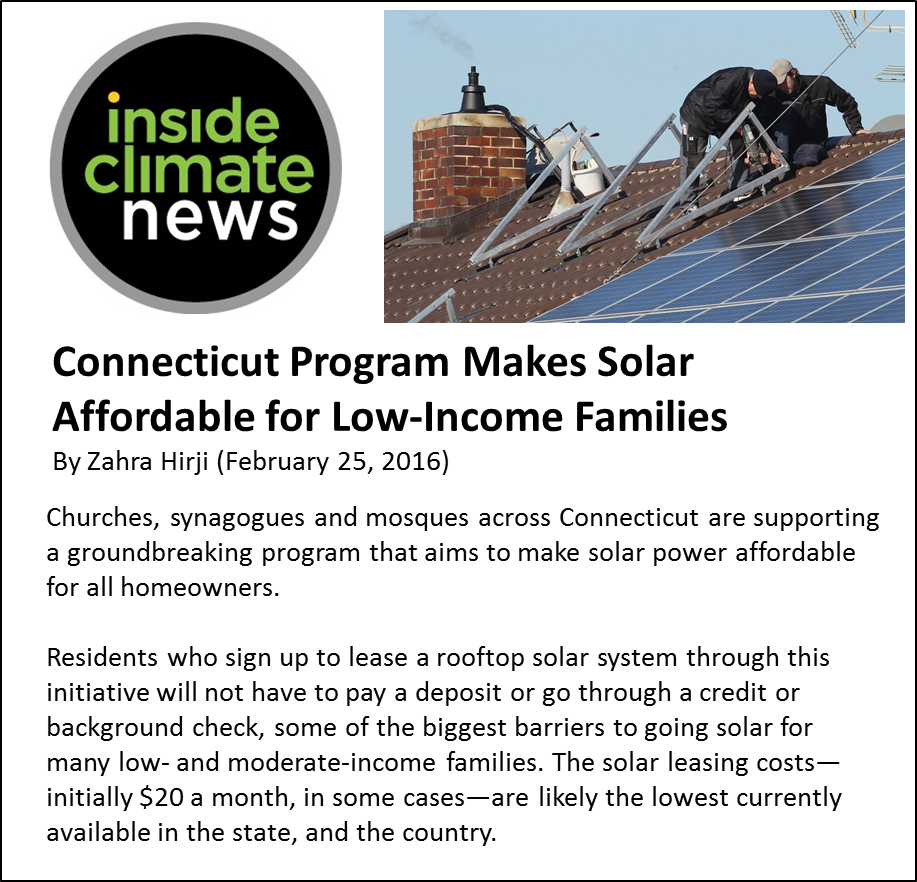 inside
climate
news
Connecticut Program Makes Solar
Affordable for Low-Income Families
By Zahra Hirji (February 25, 2016)
Churches, synagogues and mosques across Connecticut are supporting
a groundbreaking program that aims to make solar power affordable
for all homeowners.
Residents who sign up to lease a rooftop solar system through this
initiative will not have to pay a deposit or go through a credit or
background check, some of the biggest barriers to going solar for
many low- and moderate-income families. The solar leasing costs—
initially $20 a month, in some cases—are likely the lowest currently
available in the state, and the country.